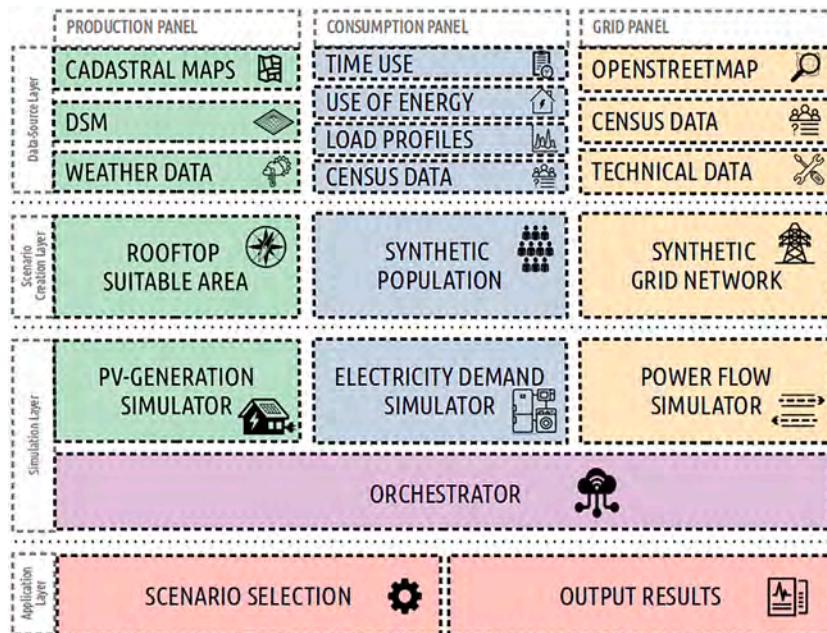 PRODUCTION PANEL
CONSUMPTION PANEL
GRID PANEL
Data-Source Layer
CADASTRAL MAPS
DSM
WEATHER DATA
TIME USE
USE OF ENERGY
LOAD PROFILES
CENSUS DATA
OPENSTREETMAP
CENSUS DATA
TECHNICAL DATA
Scenario
Creation Layer
ROOFTOP
SUITABLE AREA
SYNTHETIC
POPULATION
SYNTHETIC
GRID NETWORK
Simulation Layer
PV-GENERATION
SIMULATOR
ELECTRICITY DEMAND
SIMULATOR
POWER FLOW
SIMULATOR
ORCHESTRATOR
Application
Layer
SCENARIO SELECTION
OUTPUT RESULTS